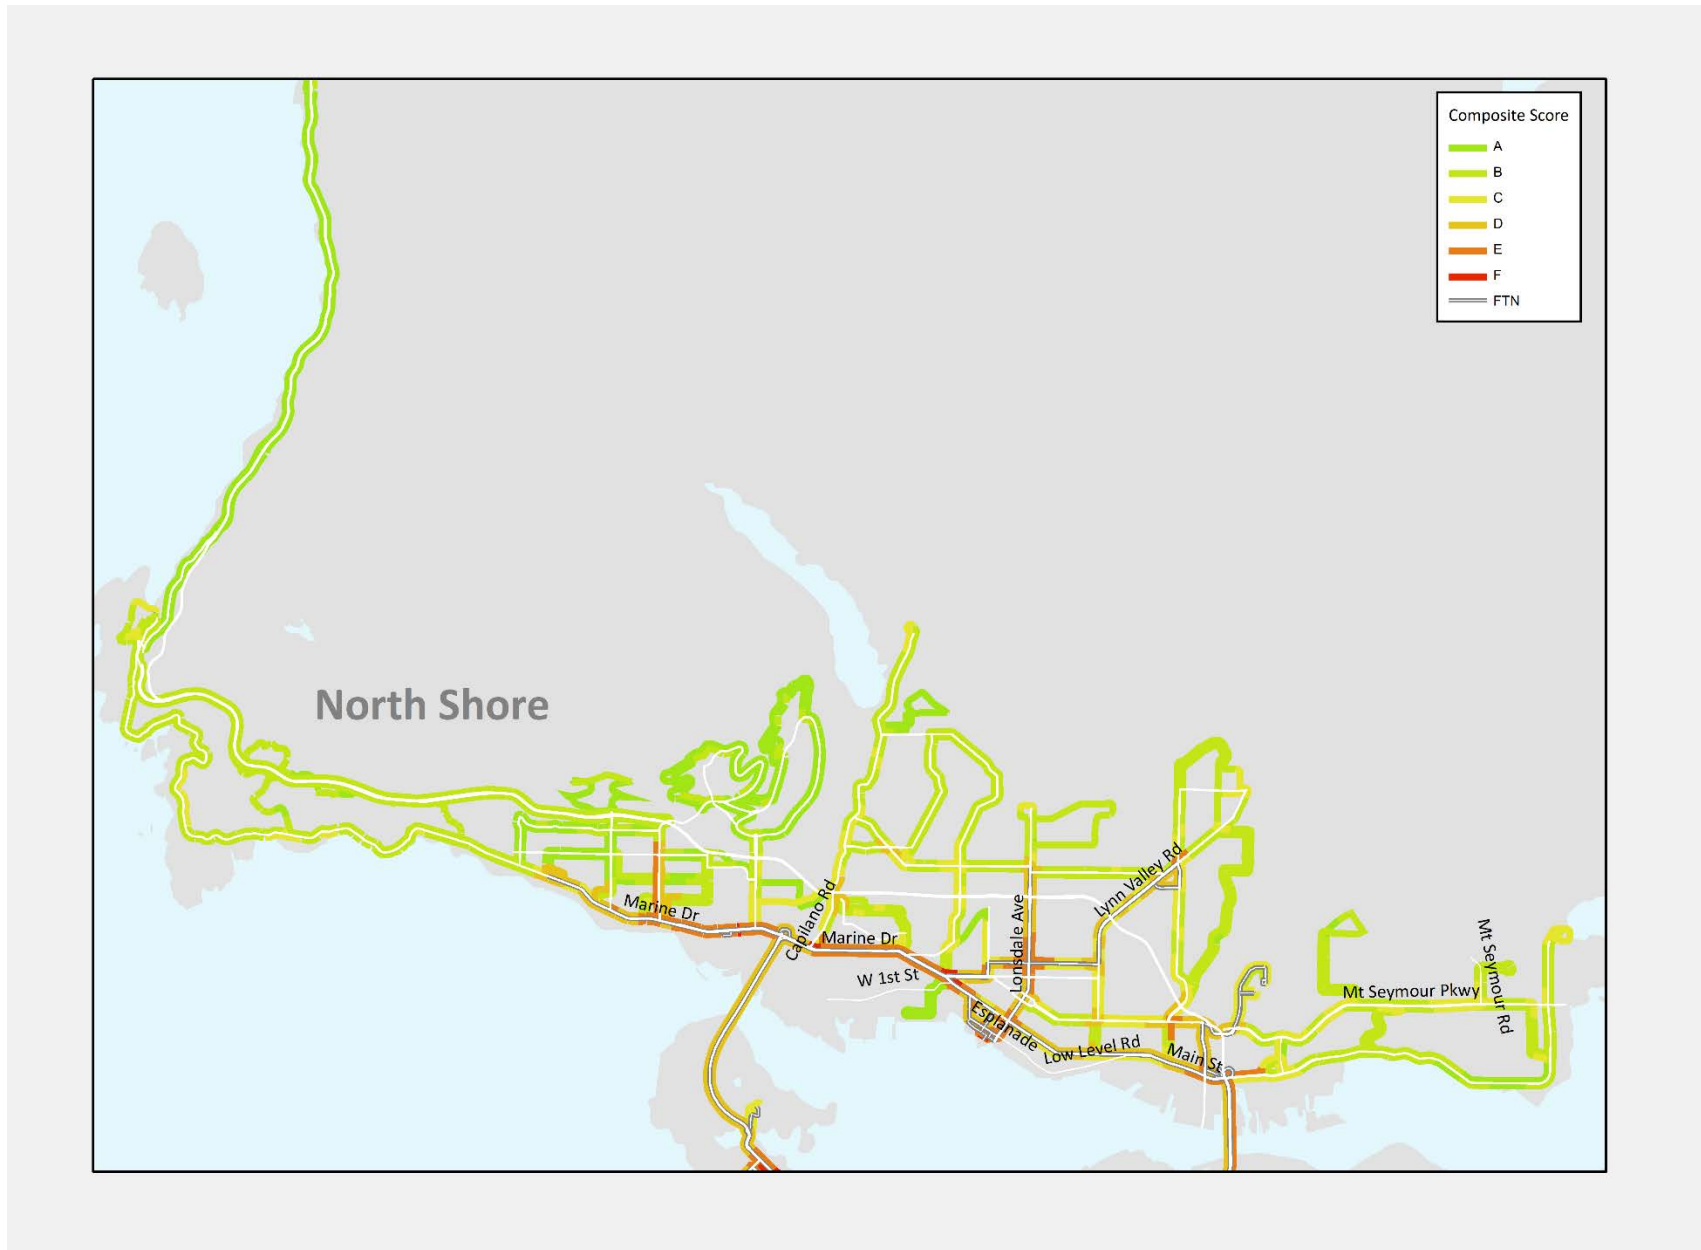 Composite Score
A
B
C
D
E
F
FTN
North Shore
Marine Dr
Capilano Rd
Marine Dr
W 1st St
Lonsdale Ave
Lynn Valley Rd
Esplanade
Low Level Rd
Main St
Mt Seymour Pkwy
Mt Seymour Rd